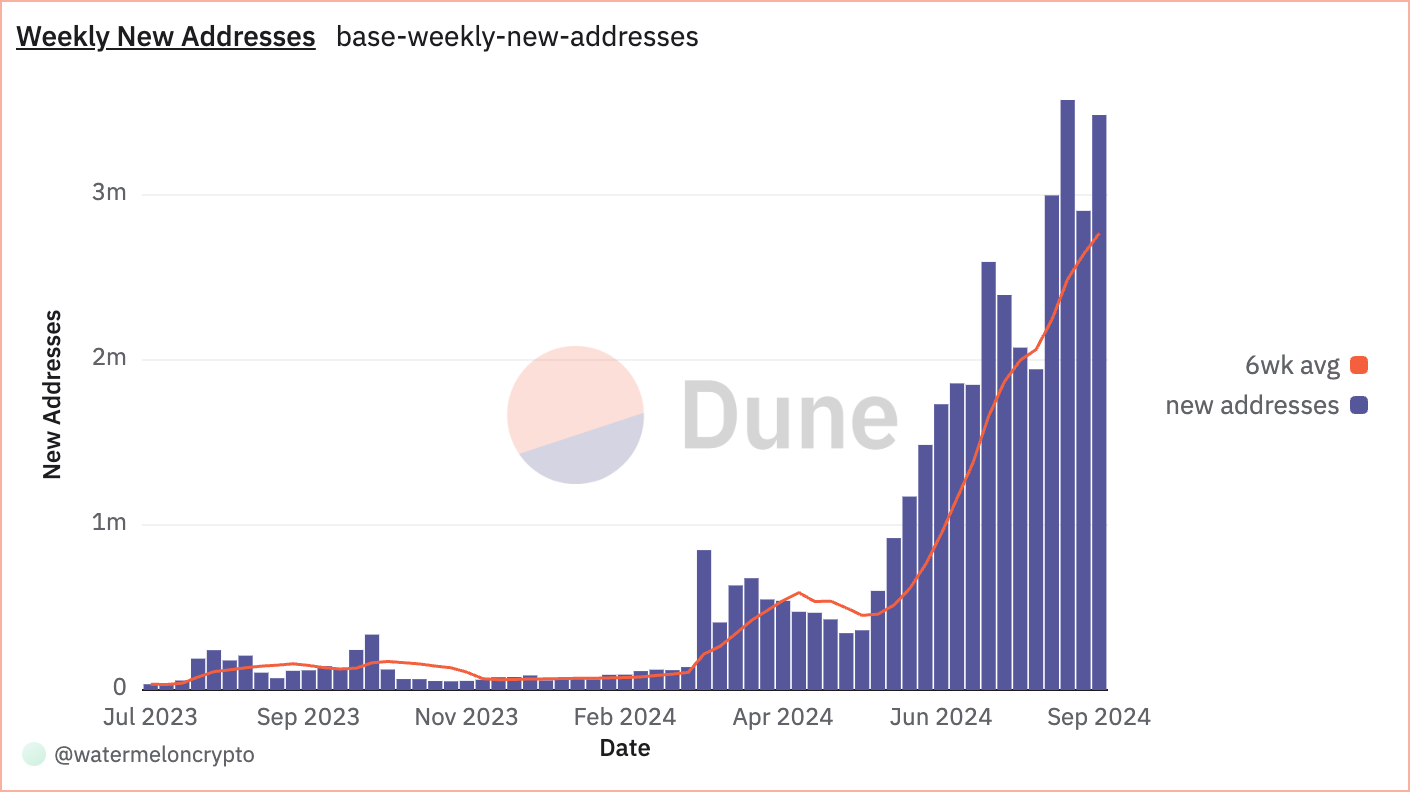 Weekly New Addresses base-weekly-new-addresses
3m
2m
1m
0
New Addresses
Dune
6wk avg
new addresses
Jul 2023 Sep 2023 Nov 2023 Feb 2024 Apr 2024 Jun 2024 Sep 2024
Date
@watermeloncrypto